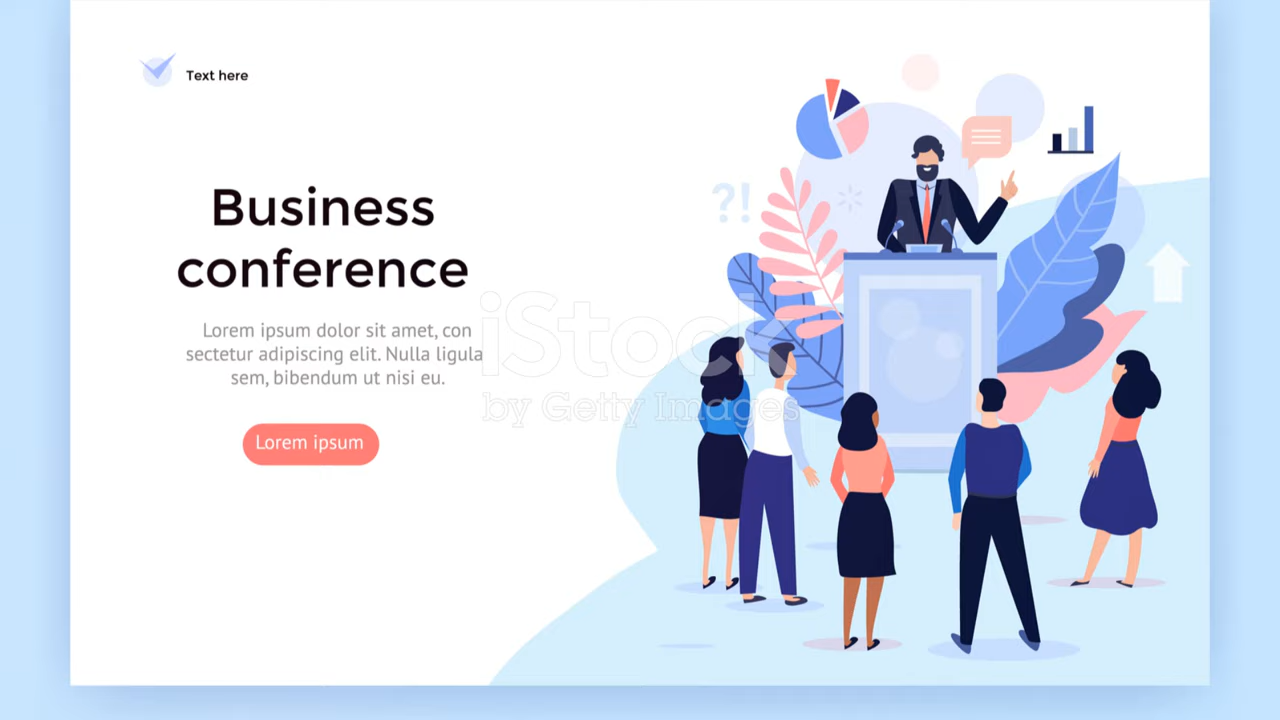 Text here
Business
conference
Lorem ipsum dolor sit amet, con
sectetur adipiscing elit. Nulla ligula
sem, bibendum ut nisi eu.
Lorem ipsum
?!
iStock
by Getty Images